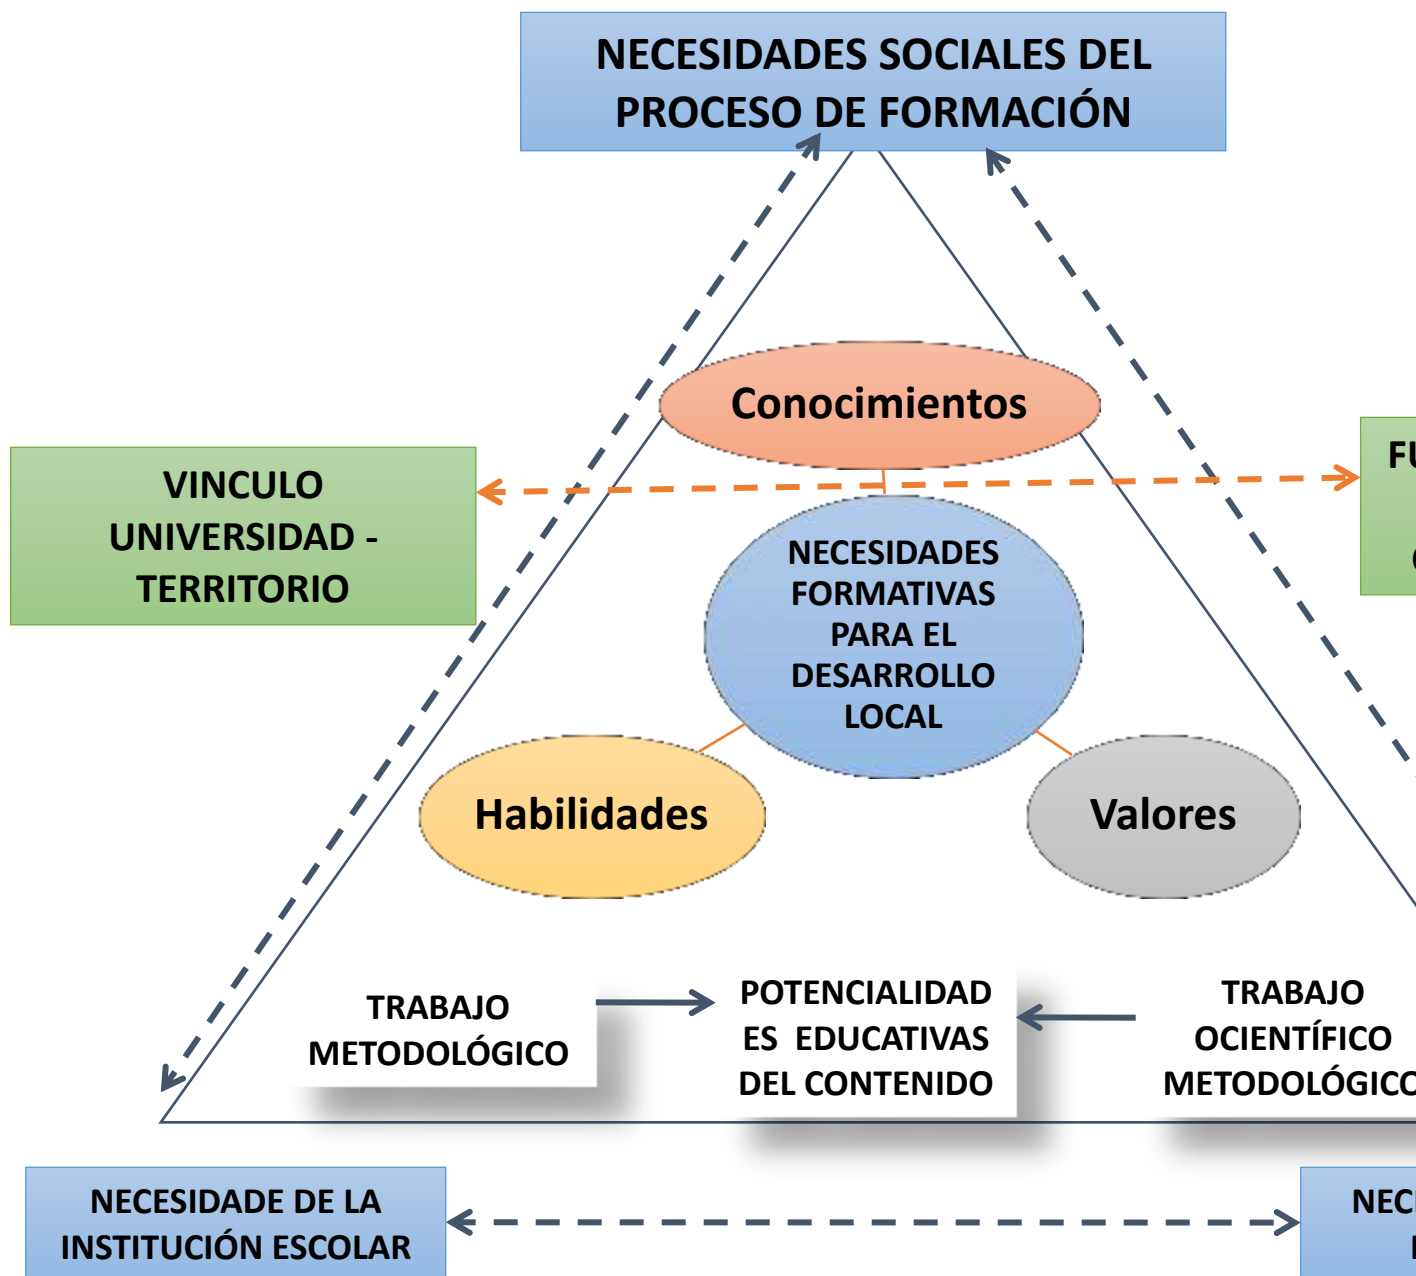 NECESIDADES SOCIALES DEL
PROCESO DE FORMACIÓN
Conocimientos
VINCULO
UNIVERSIDAD -
TERRITORIO
NECESIDADES
FORMATIVAS
PARA EL
DESARROLLO
LOCAL
Habilidades
Valores
TRABAJO
METODOLÓGICO
POTENCIALIDAD
ES EDUCATIVAS
DEL CONTENIDO
TRABAJO
OCIENTÍFICO
METODOLÓGICO
NECESIDADE DE LA
INSTITUCIÓN ESCOLAR